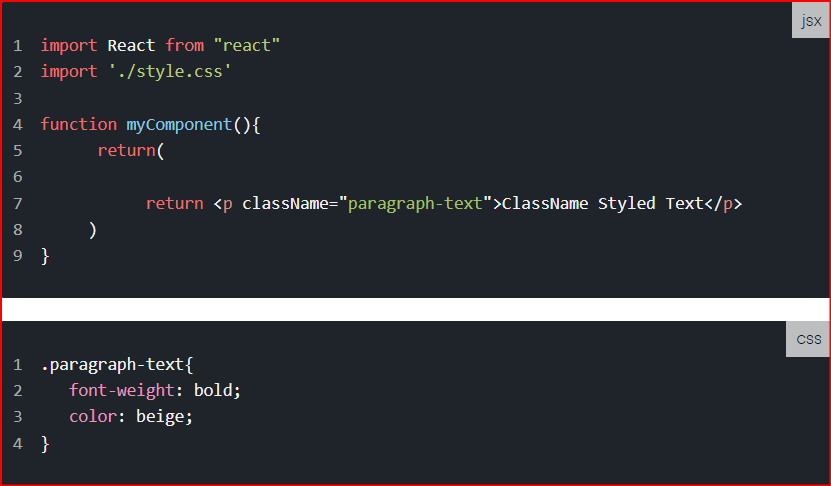 jsx
1 import React from "react"
2 import './style.css'
3
4 function myComponent(){
5 return(
6
7 return <p className="paragraph-text">ClassName Styled Text</p>
8 )
9 }
css
1 .paragraph-text{
2 font-weight: bold;
3 color: beige;
4 }